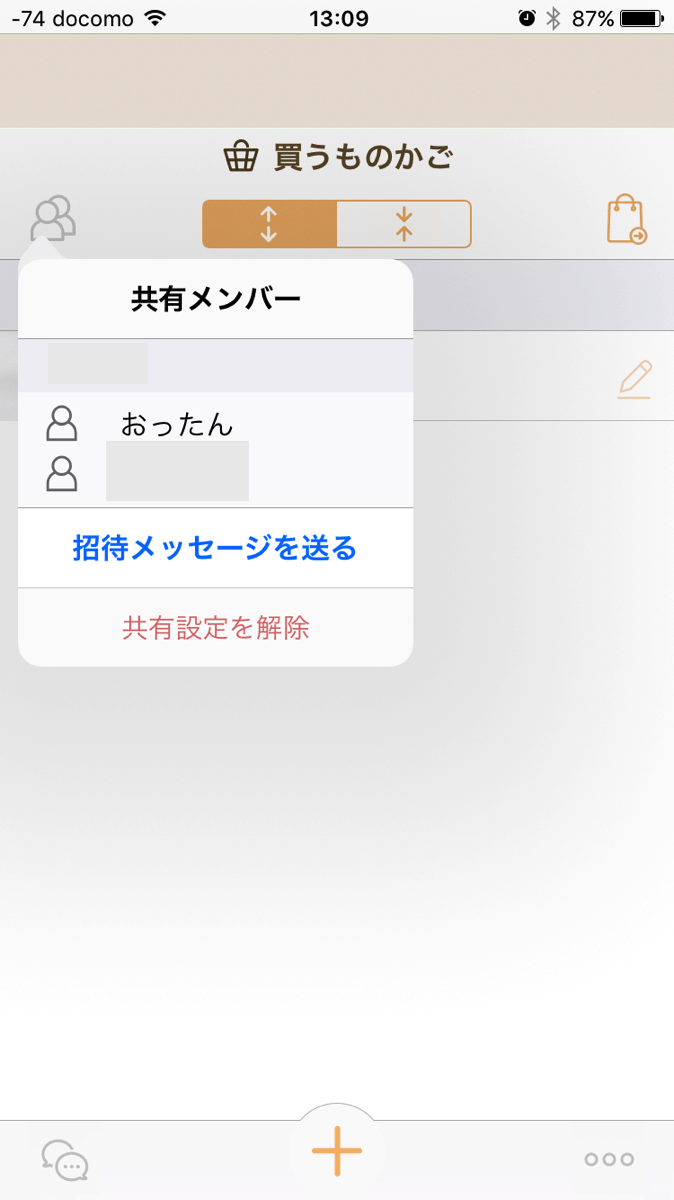 -74 docomo 13:09 87%
買うものかご
共有メンバー
おったん
招待メッセージを送る
共有設定を解除